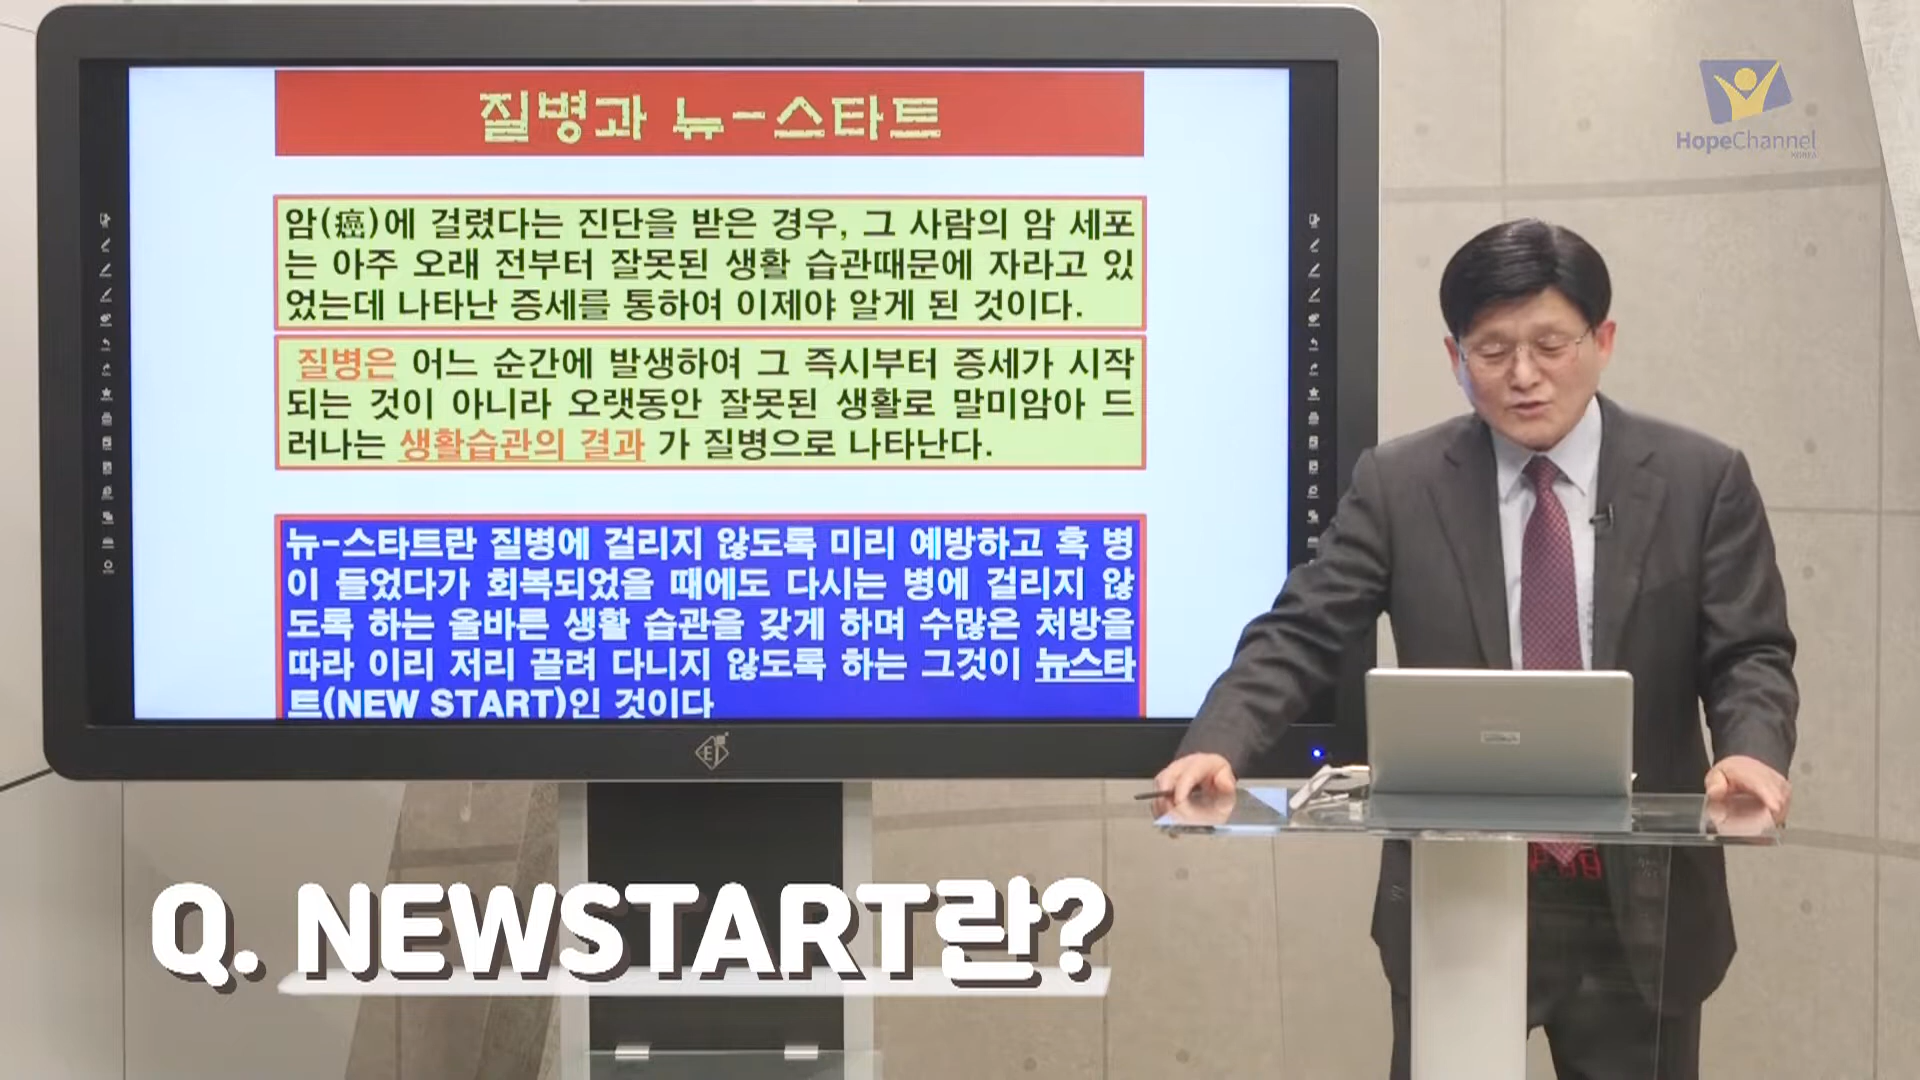 질병과 뉴-스타트
암(癌)에 걸렸다는 진단을 받은 경우, 그 사람의 암 세포
는 아주 오래 전부터 잘못된 생활 습관때문에 자라고 있
었는데 나타난 증세를 통하여 이제야 알게 된 것이다.
질병은 어느 순간에 발생하여 그 즉시부터 증세가 시작
되는 것이 아니라 오랫동안 잘못된 생활로 말미암아 드
러나는 생활습관의 결과 가 질병으로 나타난다.
뉴-스타트란 질병에 걸리지 않도록 미리 예방하고 혹 병
이 들었다가 회복되었을 때에도 다시는 병에 걸리지 않
도록 하는 올바른 생활 습관을 갖게 하며 수많은 처방을
따라 이리 저리 끌려 다니지 않도록 하는 그것이 뉴스타
트(NEW START)인 것이다
HopeChannel
KOREA
EJ
Q. NEWSTART란?